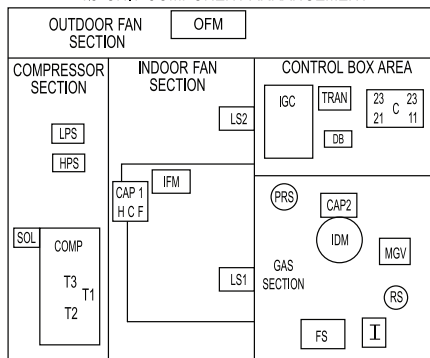 OUTDOOR FAN
SECTION
OFM
COMPRESSOR
SECTION
LPS
HPS
SOL
COMP
T3
T1
T2
INDOOR FAN
SECTION
LS2
IFM
CAP 1
H C F
LS1
CONTROL BOX AREA
IGC
TRAN
DB
23 23
C
21 11
PRS
CAP2
IDM
MGV
GAS
SECTION
RS
FS
I